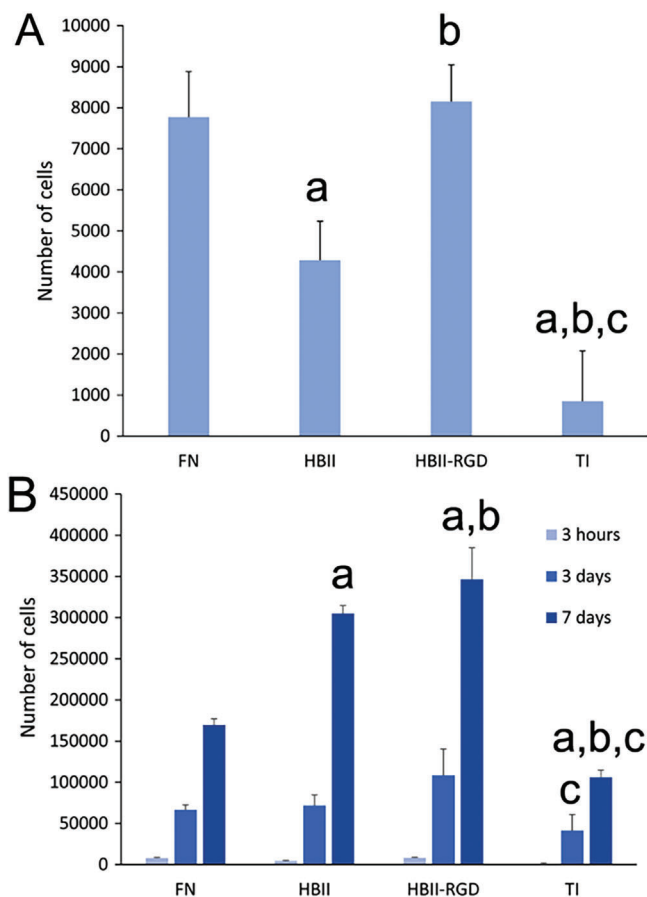 A
Number of cells
10000
9000
8000
7000
6000
5000
4000
3000
2000
1000
0
a
b
a,b,c
FN HBII HBII-RGD TI
B
Number of cells
450000
400000
350000
300000
250000
200000
150000
100000
50000
0
a
a,b
c
a,b,c
3 hours
3 days
7 days
FN HBII HBII-RGD TI